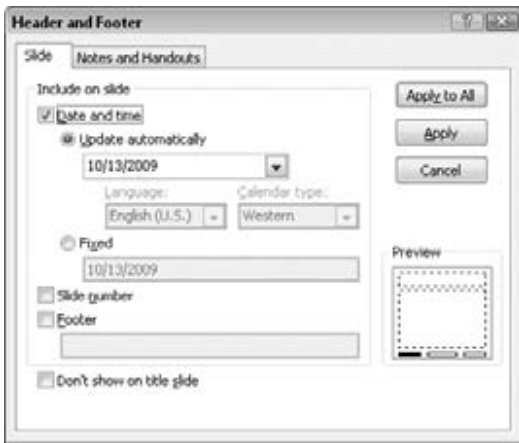 Header and Footer
Slide
Notes and Handouts
Include on slide
Date and time
Update automatically
10/13/2009
Language:
Calendar type:
English (U.S.)
Western
Fixed
10/13/2009
Slide number
Footer
Don't show on title slide
Apply to All
Apply
Cancel
Preview